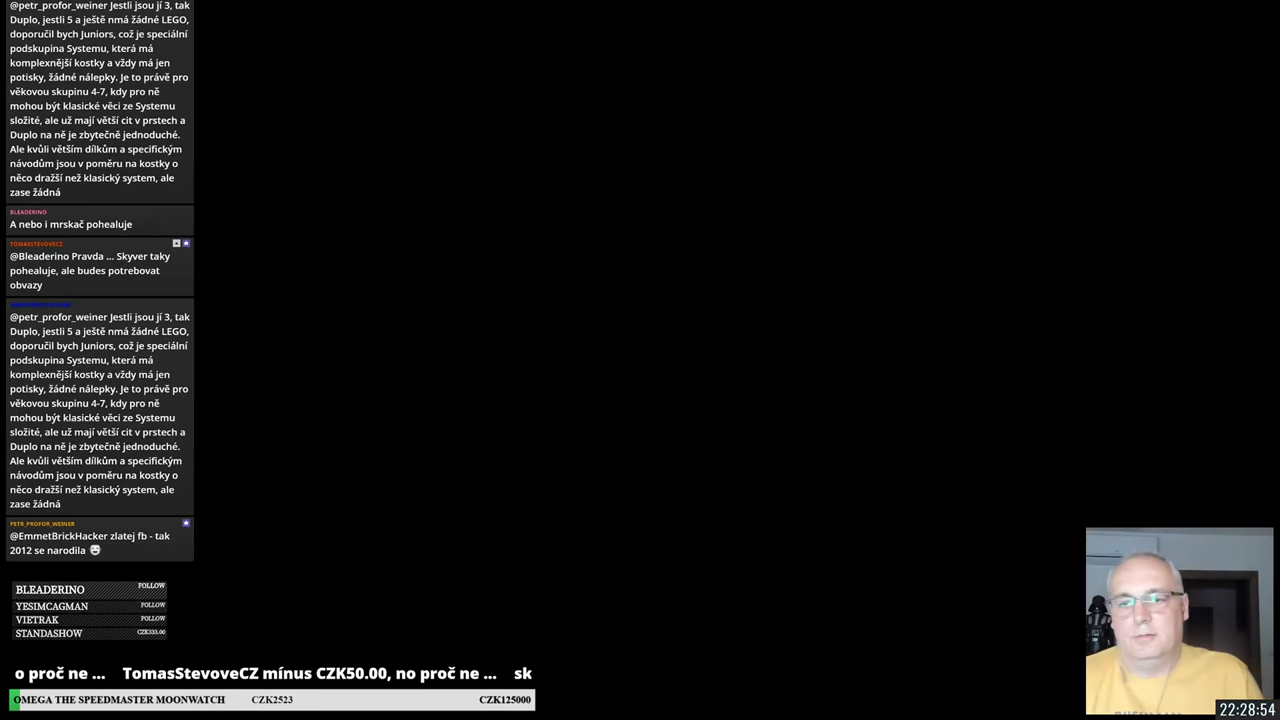 @petr_profor_weiner Jestli jsou jí 3, tak
Duplo, jestli 5 a ještě nmá žádné LEGO,
doporučil bych Juniors, což je speciální
podskupina Systemu, která má
komplexnější kostky a vždy má jen
potisky, žádné nálepky. Je to právě pro
věkovou skupinu 4-7, kdy pro ně
mohou být klasické věci ze Systemu
složité, ale už mají větší cit v prstech a
Duplo na ně je zbytečně jednoduché.
Ale kvůli větším dílkům a specifickým
návodům jsou v poměru na kostky o
něco dražší než klasický system, ale
zase žádná
BLEADERINO
A nebo i mrskač pohealuje
TOMASSTEVOVECZ
@Bleaderino Pravda ... Skyver taky
pohealuje, ale budes potrebovat
obvazy
@petr_profor_weiner Jestli jsou jí 3, tak
Duplo, jestli 5 a ještě nmá žádné LEGO,
doporučil bych Juniors, což je speciální
podskupina Systemu, která má
komplexnější kostky a vždy má jen
potisky, žádné nálepky. Je to právě pro
věkovou skupinu 4-7, kdy pro ně
mohou být klasické věci ze Systemu
složité, ale už mají větší cit v prstech a
Duplo na ně je zbytečně jednoduché.
Ale kvůli větším dílkům a specifickým
návodům jsou v poměru na kostky o
něco dražší než klasický system, ale
zase žádná
PETR_PROFOR_WEINER
@EmmetBrickHacker zlatej fb - tak
2012 se narodila
BLEADERINO FOLLOW
YESIMCAGMAN FOLLOW
VIETRAK FOLLOW
STANDASHOW CZK333.00
o proč ne ... TomasStevoveCZ mínus CZK50.00, no proč ne ... sk
OMEGA THE SPEEDMASTER MOONWATCH CZK2523 CZK125000
22:28:54